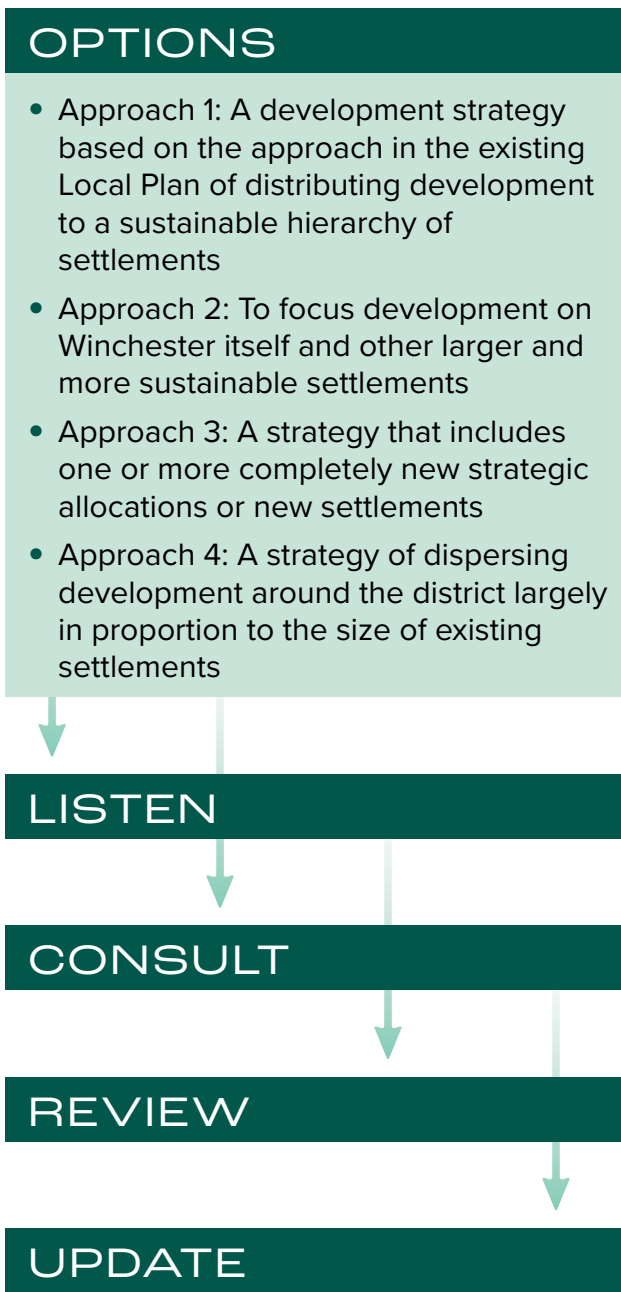 OPTIONS
• Approach 1: A development strategy
based on the approach in the existing
Local Plan of distributing development
to a sustainable hierarchy of
settlements
• Approach 2: To focus development on
Winchester itself and other larger and
more sustainable settlements
• Approach 3: A strategy that includes
one or more completely new strategic
allocations or new settlements
• Approach 4: A strategy of dispersing
development around the district largely
in proportion to the size of existing
settlements
LISTEN
CONSULT
REVIEW
UPDATE